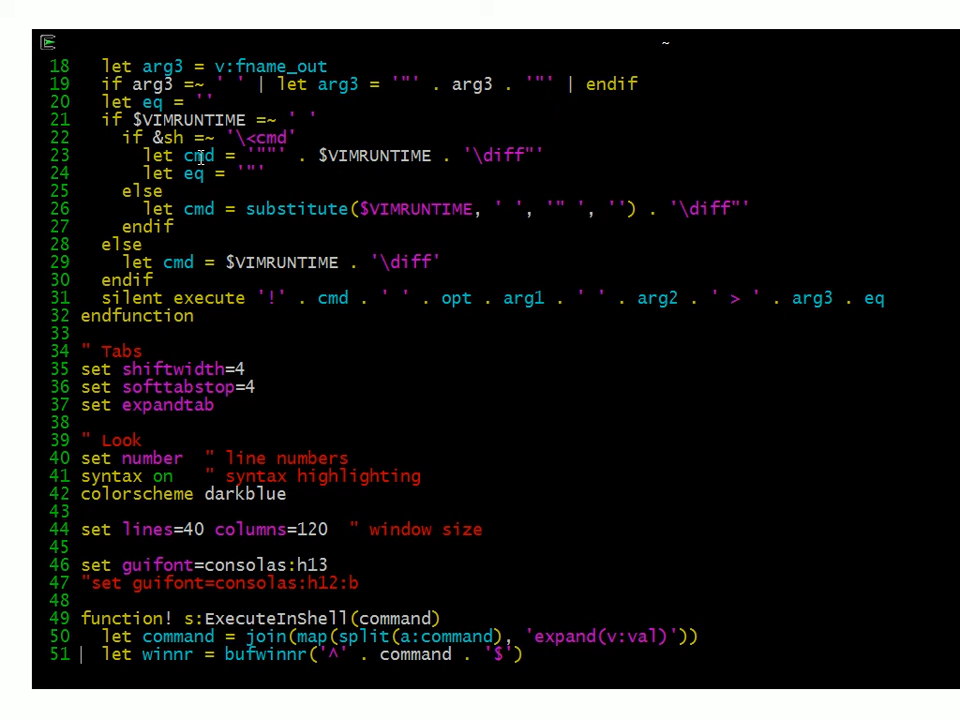 ~
18   let arg3 = v:fname_out
19   if arg3 =~ ' ' | let arg3 = '"' . arg3 . '"' | endif
20   let eq = ''
21   if $VIMRUNTIME =~ ' '
22     if &sh =~ '\<cmd'
23       let cmd = '""' . $VIMRUNTIME . '\diff"'
24       let eq = '"'
25     else
26       let cmd = substitute($VIMRUNTIME, ' ', '" ', '') . '\diff"'
27     endif
28   else
29     let cmd = $VIMRUNTIME . '\diff'
30   endif
31   silent execute '!' . cmd . ' ' . opt . arg1 . ' ' . arg2 . ' > ' . arg3 . eq
32 endfunction
33
34 " Tabs
35 set shiftwidth=4
36 set softtabstop=4
37 set expandtab
38
39 " Look
40 set number  " line numbers
41 syntax on   " syntax highlighting
42 colorscheme darkblue
43
44 set lines=40 columns=120  " window size
45
46 set guifont=consolas:h13
47 "set guifont=consolas:h12:b
48
49 function! s:ExecuteInShell(command)
50   let command = join(map(split(a:command), 'expand(v:val)'))
51   let winnr = bufwinnr('^' . command . '$')